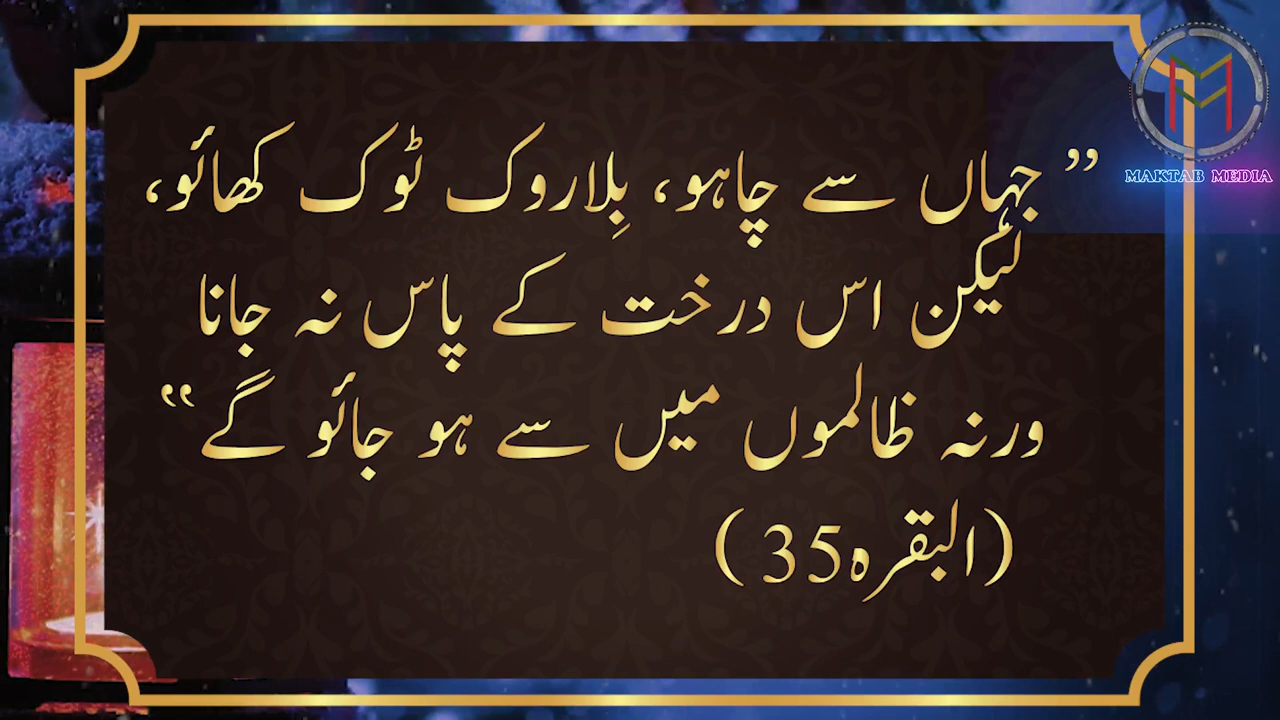 ”جہاں سے چاہو، بِلاروک ٹوک کھائو،
لیکن اس درخت کے پاس نہ جانا
ورنہ ظالموں میں سے ہو جائو گے“
(البقرہ35)
MAKTAB MEDIA